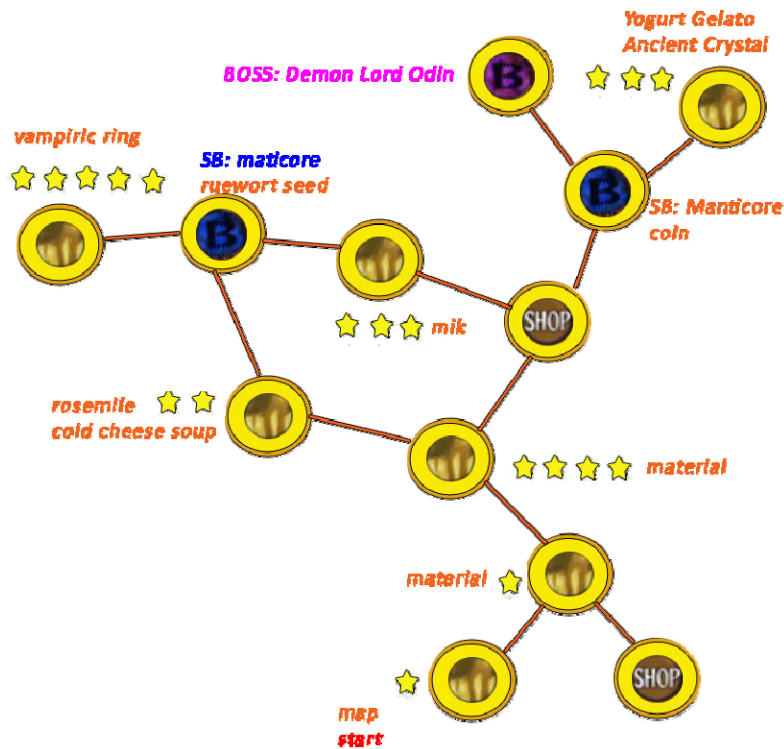 Yogurt Gelato
Ancient Crystal
BOSS: Demon Lord Odin
B
vampiric ring
SB: maticore
ruewort seed
B
B
SB: Manticore
coin
SHOP
mik
rosemile
cold cheese soup
material
material
SHOP
map
start